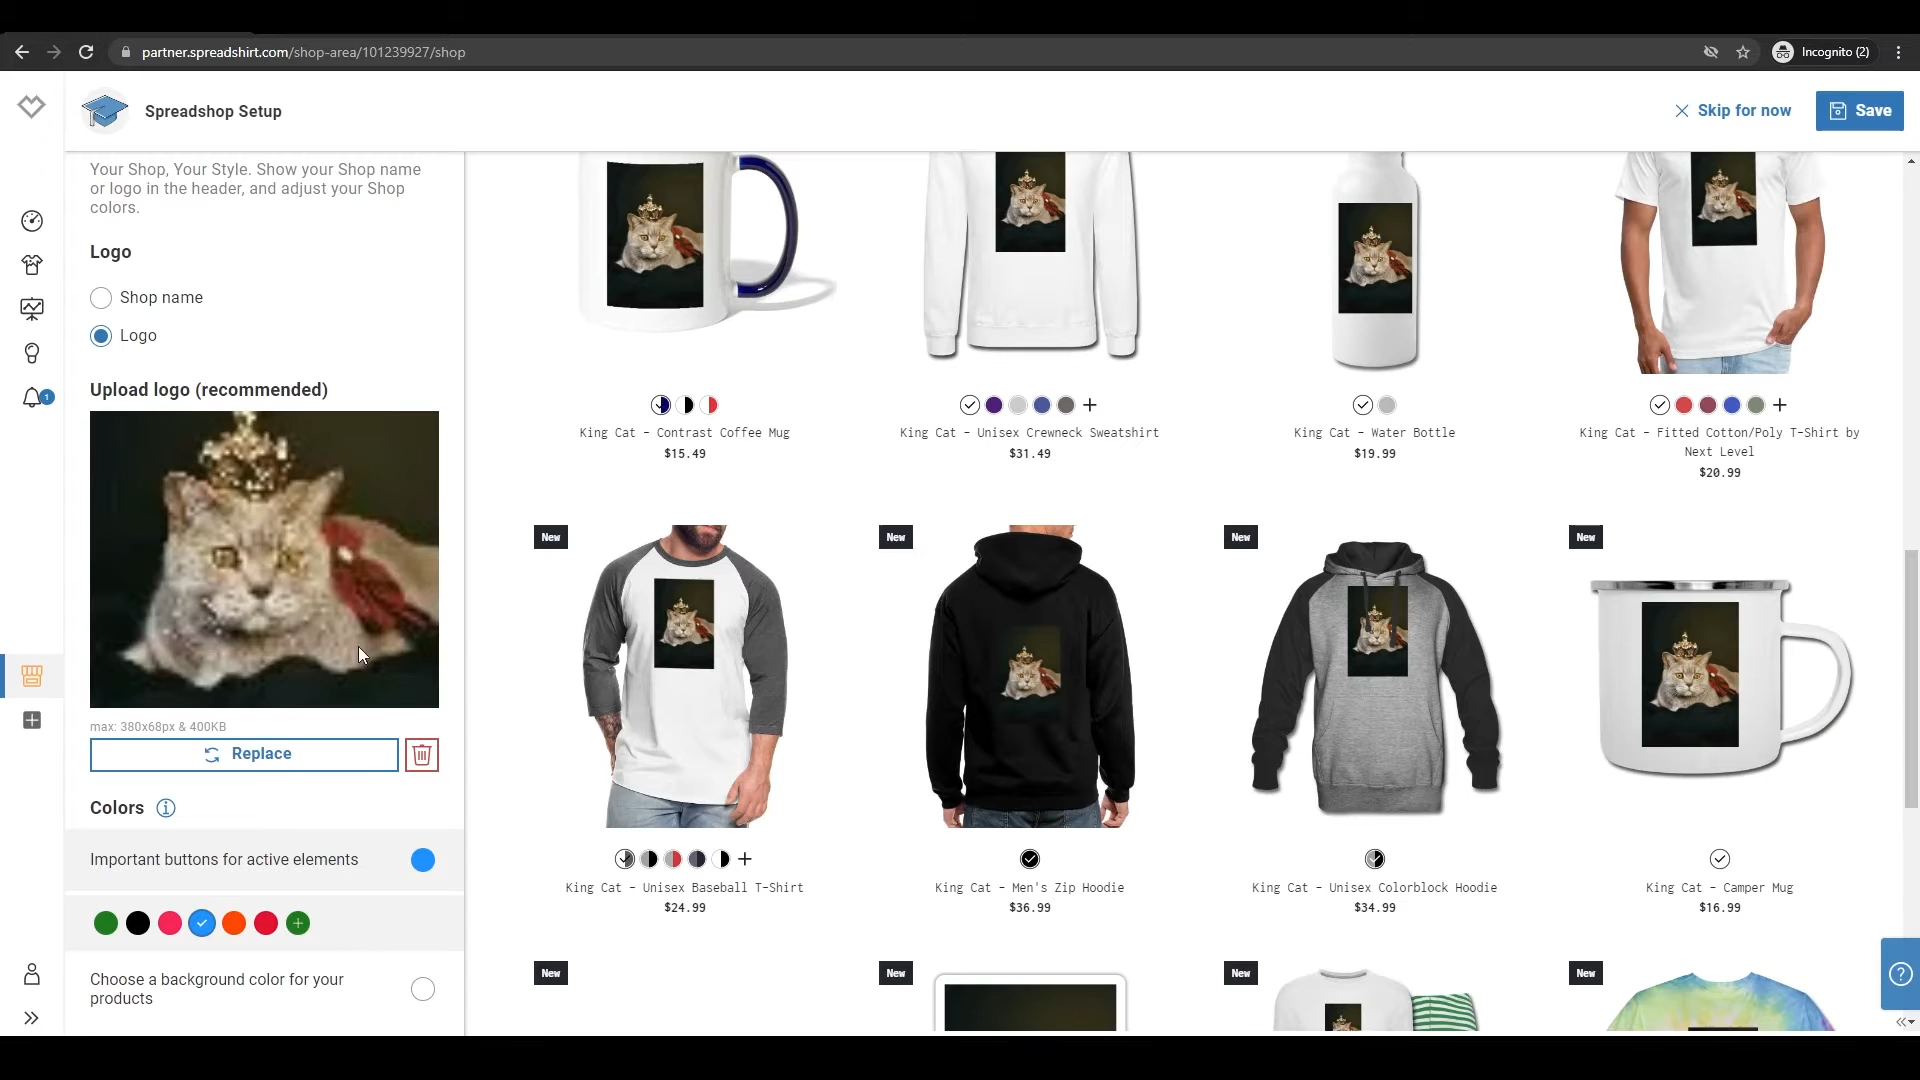 partner.spreadshirt.com/shop-area/101239927/shop
Incognito (2)
Spreadshop Setup
Skip for now
Save
Your Shop, Your Style. Show your Shop name
or logo in the header, and adjust your Shop
colors.
Logo
Shop name
Logo
1
Upload logo (recommended)
max: 380x68px & 400KB
Replace
Colors
Important buttons for active elements
Choose a background color for your
products
King Cat - Contrast Coffee Mug
$15.49
King Cat - Unisex Crewneck Sweatshirt
$31.49
King Cat - Water Bottle
$19.99
King Cat - Fitted Cotton/Poly T-Shirt by
Next Level
$20.99
New
New
New
New
King Cat - Unisex Baseball T-Shirt
$24.99
King Cat - Men's Zip Hoodie
$36.99
King Cat - Unisex Colorblock Hoodie
$34.99
King Cat - Camper Mug
$16.99
New
New
New
New